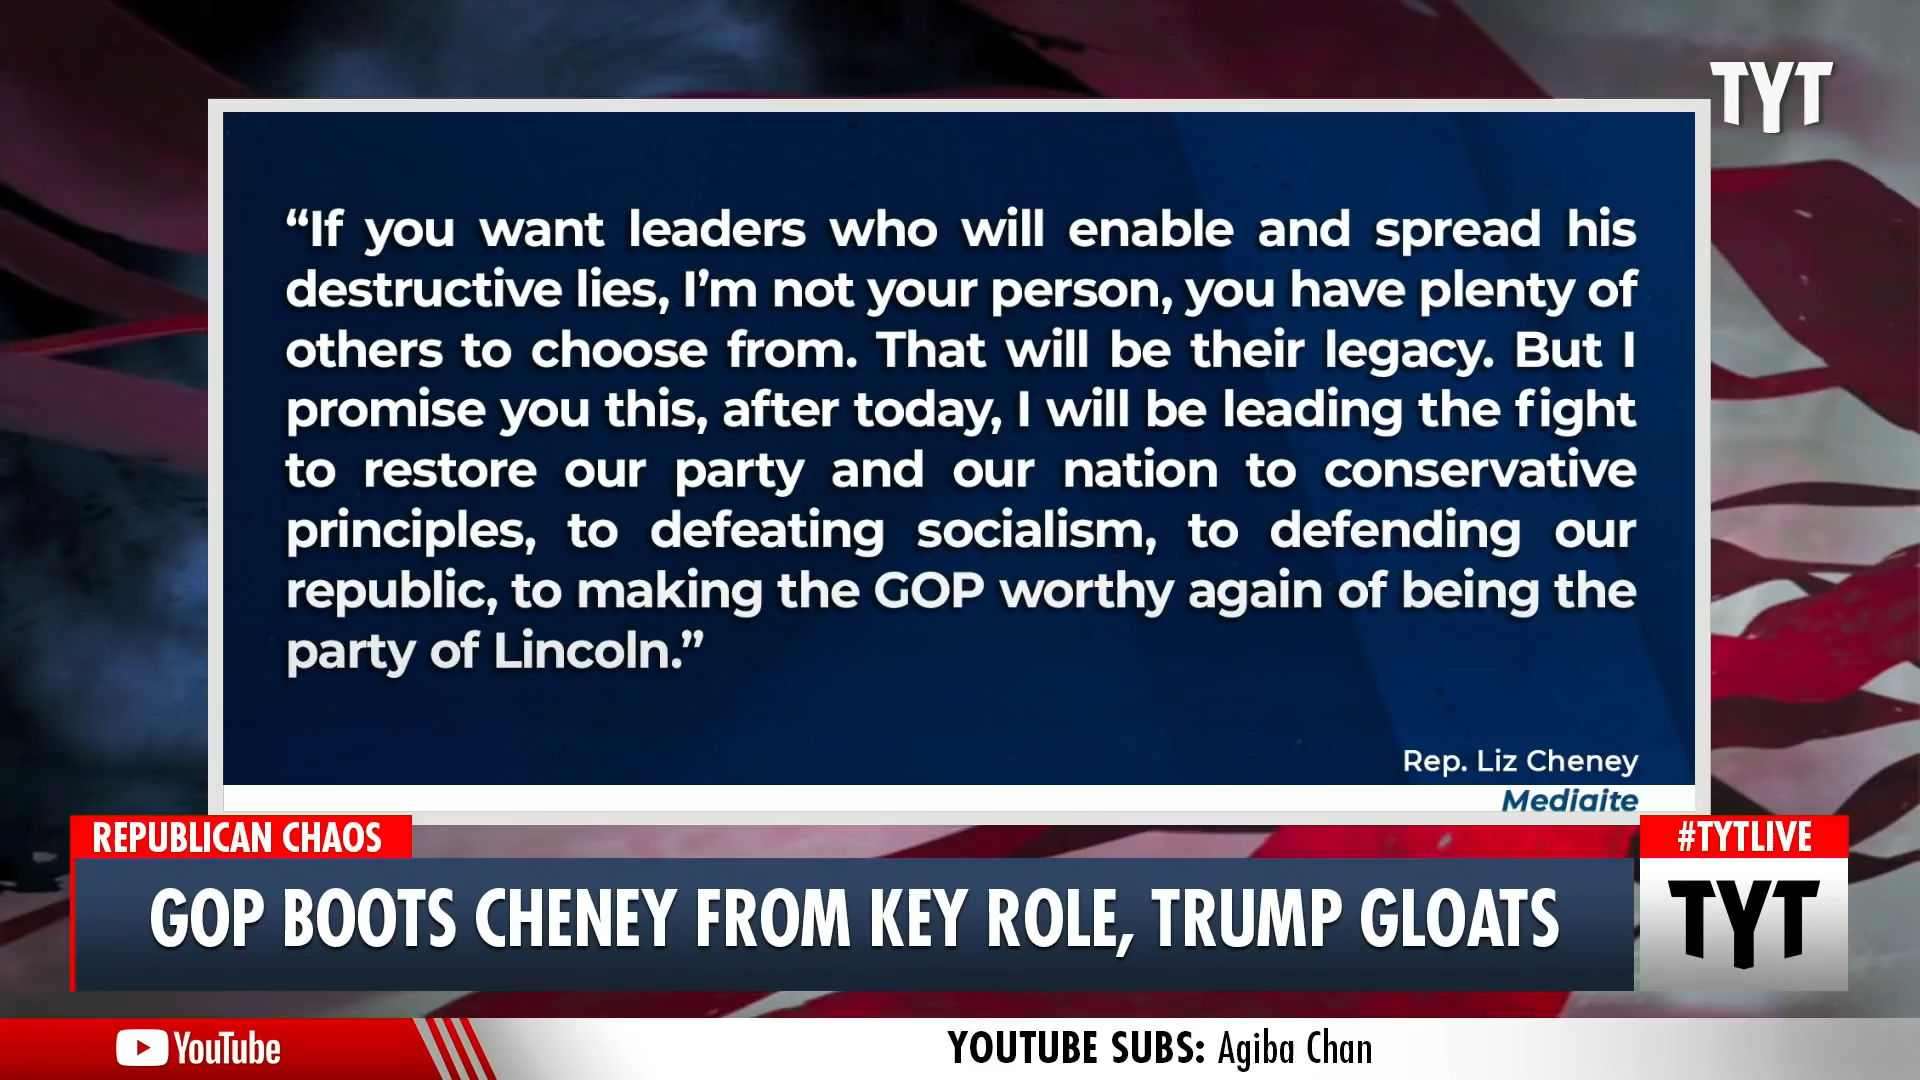 TYT
“If you want leaders who will enable and spread his
destructive lies, I’m not your person, you have plenty of
others to choose from. That will be their legacy. But I
promise you this, after today, I will be leading the fight
to restore our party and our nation to conservative
principles, to defeating socialism, to defending our
republic, to making the GOP worthy again of being the
party of Lincoln.”
Rep. Liz Cheney
Mediaite
REPUBLICAN CHAOS
#TYTLIVE
GOP BOOTS CHENEY FROM KEY ROLE, TRUMP GLOATS
TYT
YouTube
YOUTUBE SUBS: Agiba Chan